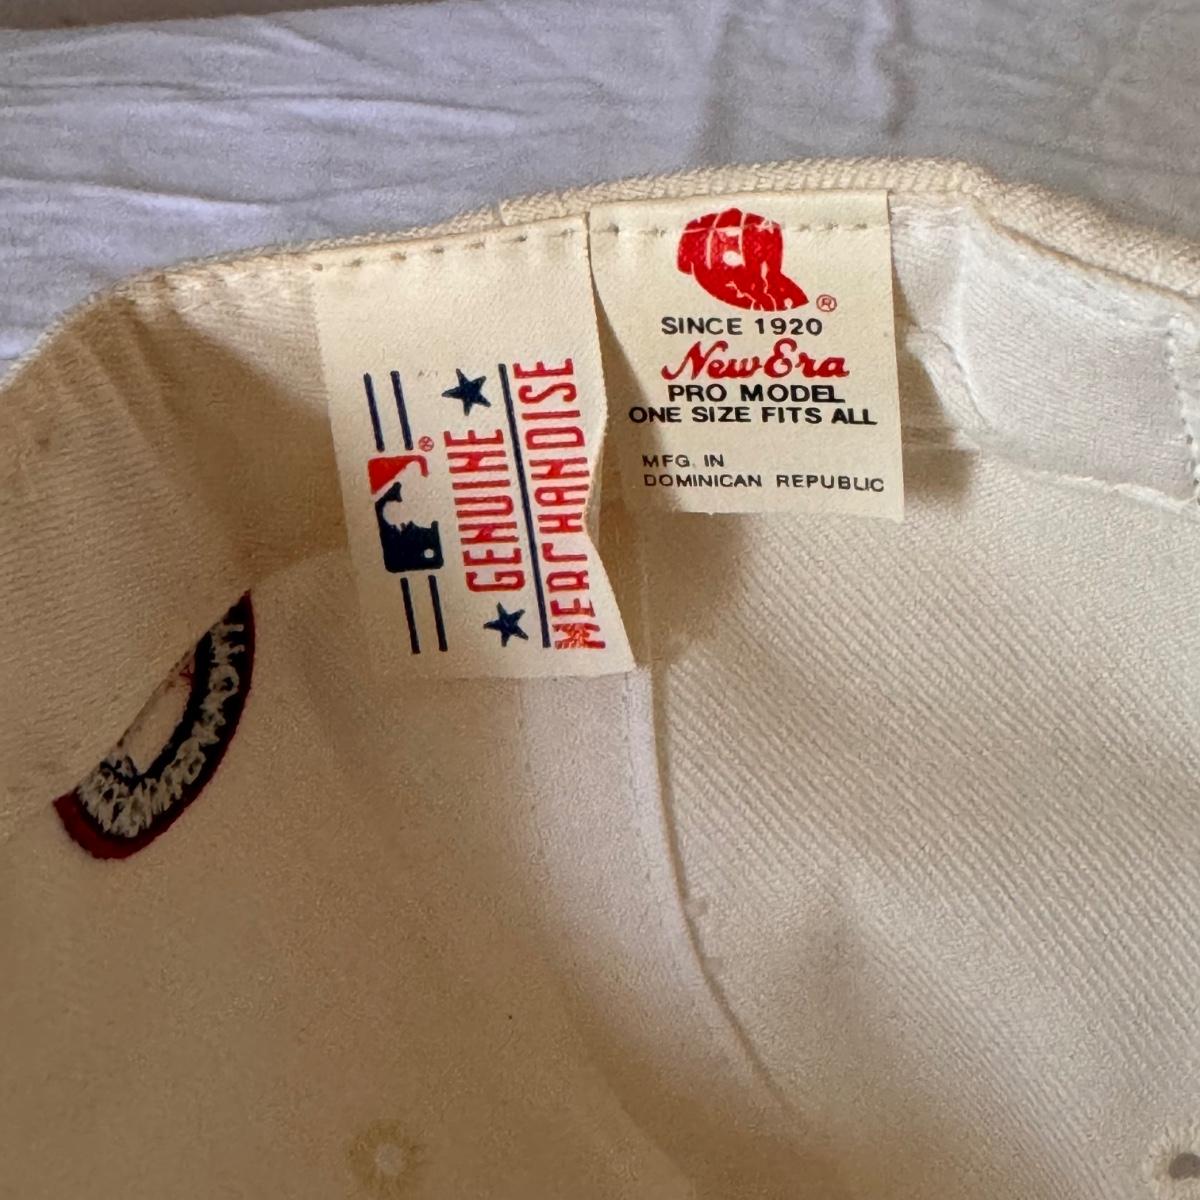 GENUINE
MERCHANDISE
®
®
SINCE 1920
New Era
PRO MODEL
ONE SIZE FITS ALL
MFG. IN
DOMINICAN REPUBLIC